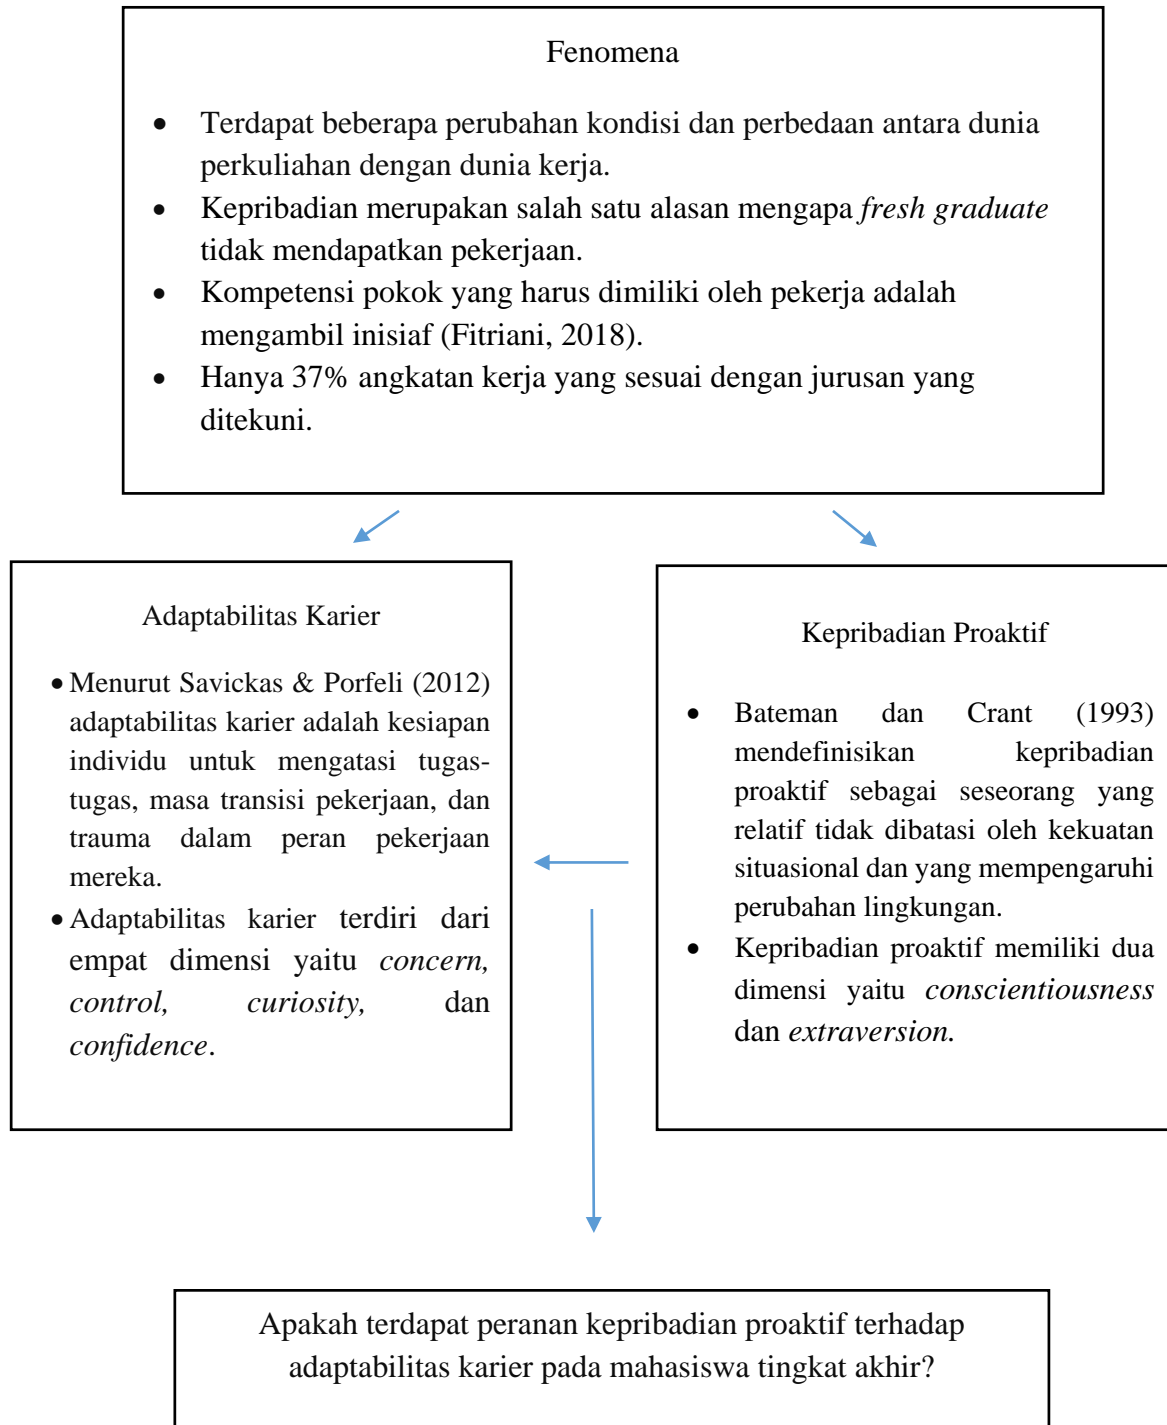 Fenomena
• Terdapat beberapa perubahan kondisi dan perbedaan antara dunia
perkuliahan dengan dunia kerja.
• Kepribadian merupakan salah satu alasan mengapa fresh graduate
tidak mendapatkan pekerjaan.
• Kompetensi pokok yang harus dimiliki oleh pekerja adalah
mengambil inisiaf (Fitriani, 2018).
• Hanya 37% angkatan kerja yang sesuai dengan jurusan yang
ditekuni.
Adaptabilitas Karier
• Menurut Savickas & Porfeli (2012)
adaptabilitas karier adalah kesiapan
individu untuk mengatasi tugas-
tugas, masa transisi pekerjaan, dan
trauma dalam peran pekerjaan
mereka.
• Adaptabilitas karier terdiri dari
empat dimensi yaitu concern,
control, curiosity, dan
confidence.
Kepribadian Proaktif
• Bateman dan Crant (1993)
mendefinisikan kepribadian
proaktif sebagai seseorang yang
relatif tidak dibatasi oleh kekuatan
situasional dan yang mempengaruhi
perubahan lingkungan.
• Kepribadian proaktif memiliki dua
dimensi yaitu conscientiousness
dan extraversion.
Apakah terdapat peranan kepribadian proaktif terhadap
adaptabilitas karier pada mahasiswa tingkat akhir?